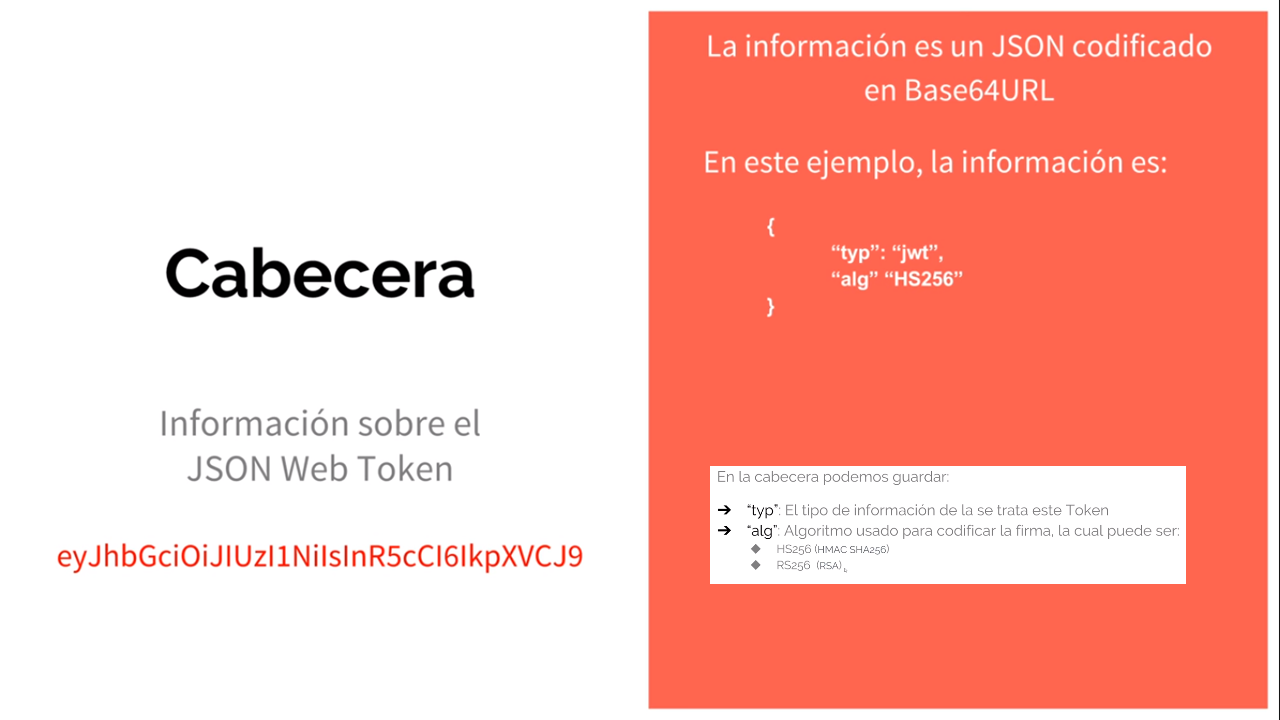 Cabecera
Información sobre el
JSON Web Token
eyJhbGciOiJIUzI1NiIsInR5cCI6IkpXVCJ9
La información es un JSON codificado
en Base64URL
En este ejemplo, la información es:
{
“typ”: “jwt”,
“alg” “HS256”
}
En la cabecera podemos guardar:
➔ “typ”: El tipo de información de la se trata este Token
➔ “alg”: Algoritmo usado para codificar la firma, la cual puede ser:
◆ HS256 (HMAC SHA256)
◆ RS256 (RSA)